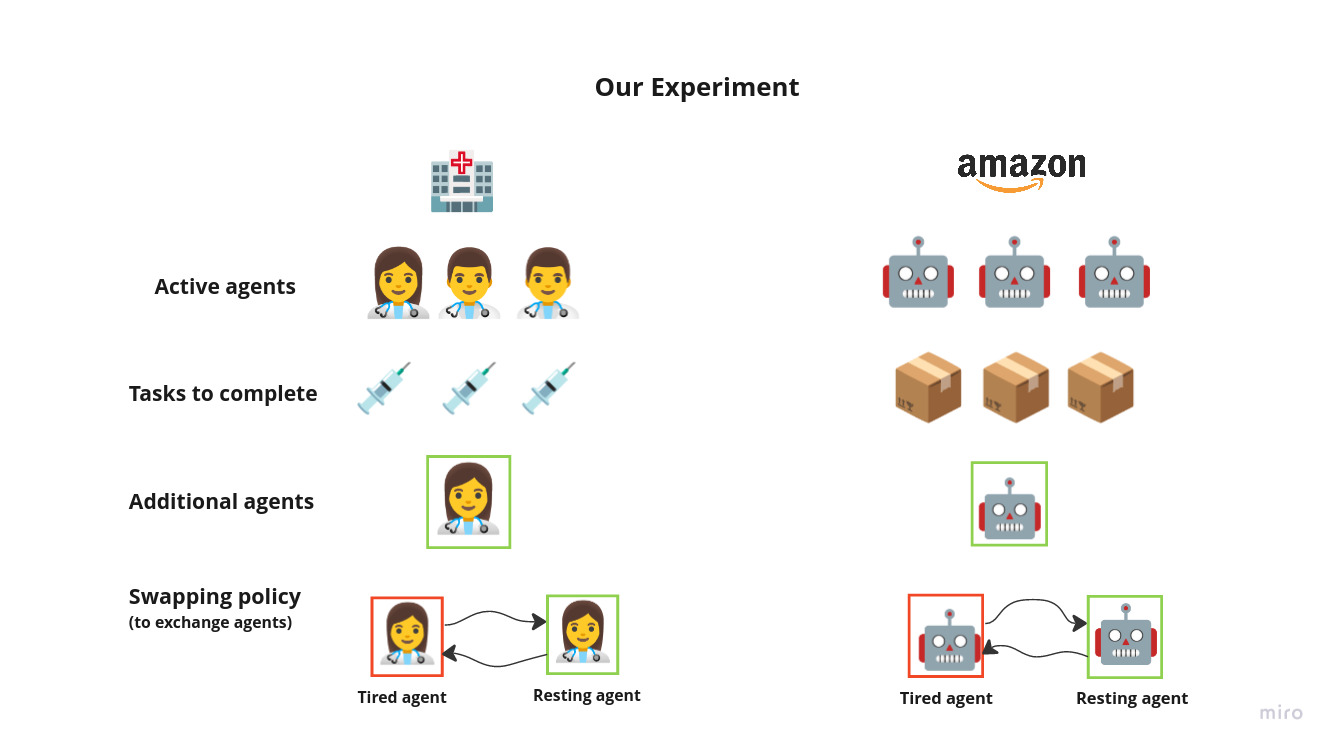 Our Experiment
amazon
Active agents
Tasks to complete
Additional agents
Swapping policy
(to exchange agents)
Tired agent
Resting agent
Tired agent
Resting agent
miro